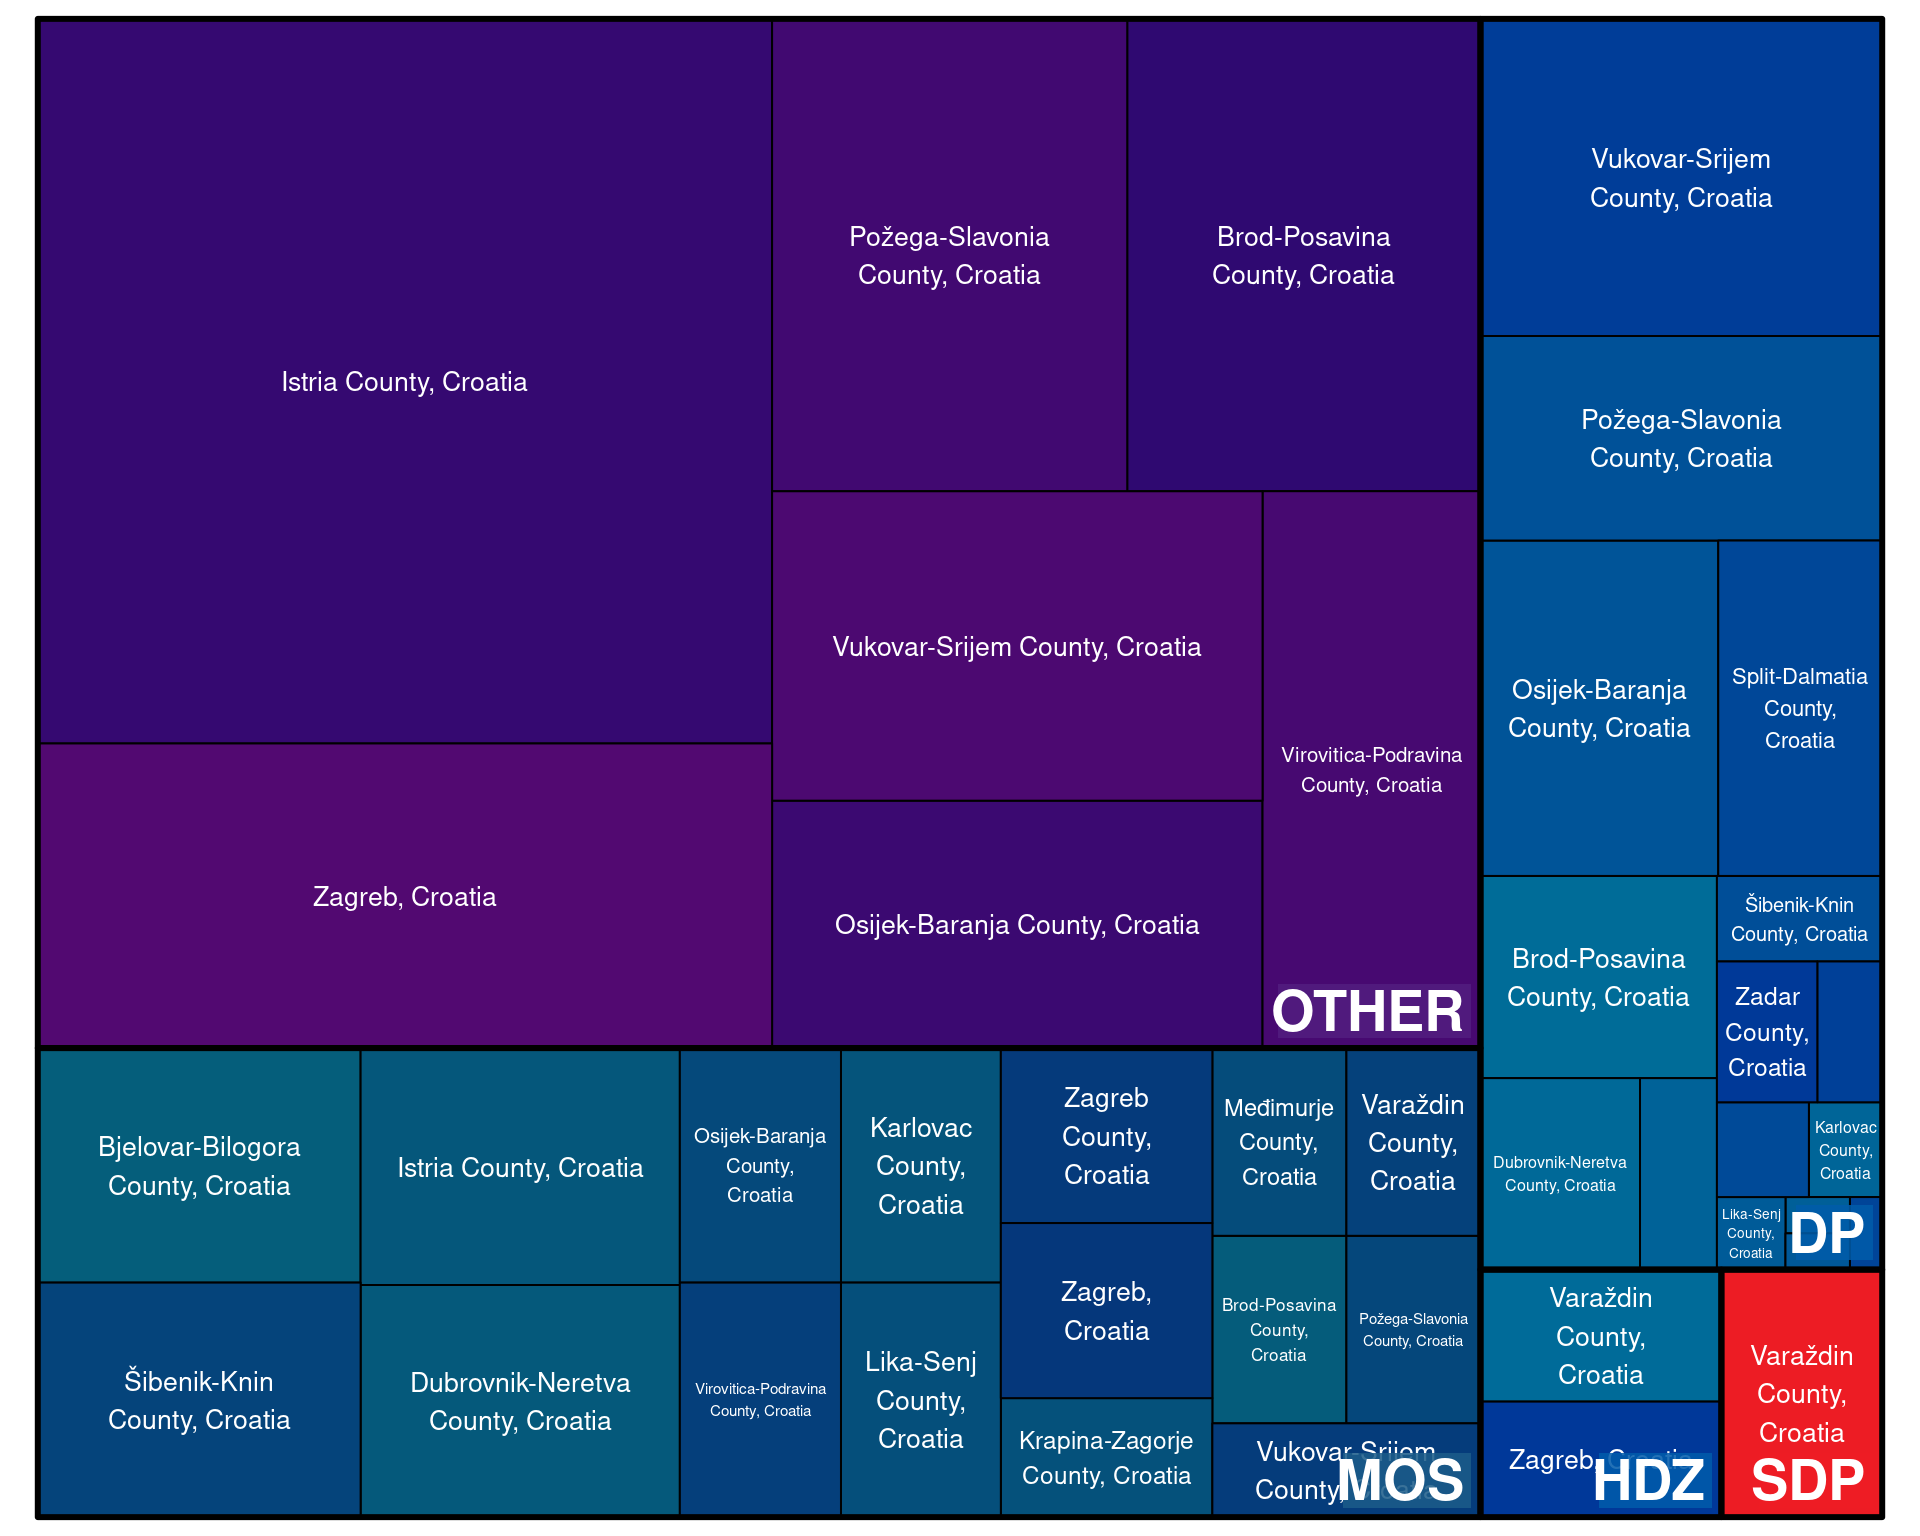 Istria County, Croatia
Požega-Slavonia
County, Croatia
Brod-Posavina
County, Croatia
Vukovar-Srijem County, Croatia
Virovitica-Podravina
County, Croatia
Zagreb, Croatia
Osijek-Baranja County, Croatia
OTHER
Bjelovar-Bilogora
County, Croatia
Istria County, Croatia
Osijek-Baranja
County,
Croatia
Karlovac
County,
Croatia
Zagreb
County,
Croatia
Međimurje
County,
Croatia
Varaždin
County,
Croatia
Šibenik-Knin
County, Croatia
Dubrovnik-Neretva
County, Croatia
Virovitica-Podravina
County, Croatia
Lika-Senj
County,
Croatia
Zagreb,
Croatia
Krapina-Zagorje
County, Croatia
Brod-Posavina
County,
Croatia
Požega-Slavonia
County, Croatia
Vukovar-Srijem
County, Croatia
MOS
Vukovar-Srijem
County, Croatia
Požega-Slavonia
County, Croatia
Osijek-Baranja
County, Croatia
Split-Dalmatia
County,
Croatia
Brod-Posavina
County, Croatia
Šibenik-Knin
County, Croatia
Zadar
County,
Croatia
Dubrovnik-Neretva
County, Croatia
Karlovac
County,
Croatia
Lika-Senj
County,
Croatia
DP
Varaždin
County,
Croatia
Zagreb, Croatia
HDZ
Varaždin
County,
Croatia
SDP